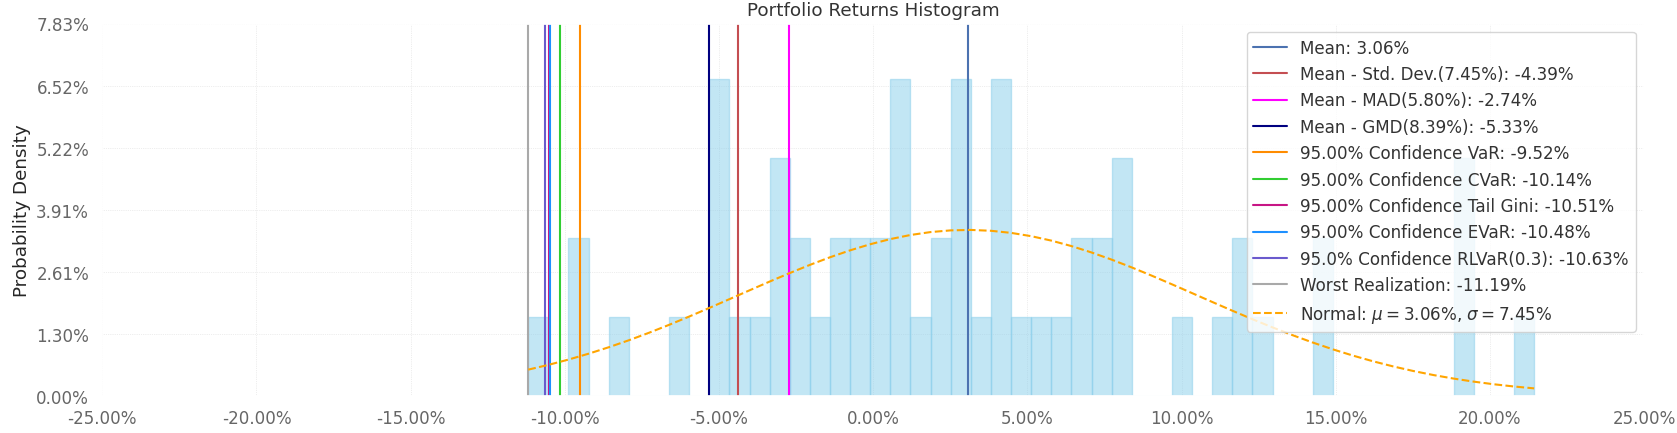 Portfolio Returns Histogram
7.83%
6.52%
5.22%
3.91%
2.61%
1.30%
0.00%
Probability Density
-25.00%
-20.00%
-15.00%
-10.00%
-5.00%
0.00%
5.00%
10.00%
15.00%
20.00%
25.00%
Mean: 3.06%
Mean - Std. Dev.(7.45%): -4.39%
Mean - MAD(5.80%): -2.74%
Mean - GMD(8.39%): -5.33%
95.00% Confidence VaR: -9.52%
95.00% Confidence CVaR: -10.14%
95.00% Confidence Tail Gini: -10.51%
95.00% Confidence EVaR: -10.48%
95.0% Confidence RLVaR(0.3): -10.63%
Worst Realization: -11.19%
Normal: μ = 3.06%, σ = 7.45%